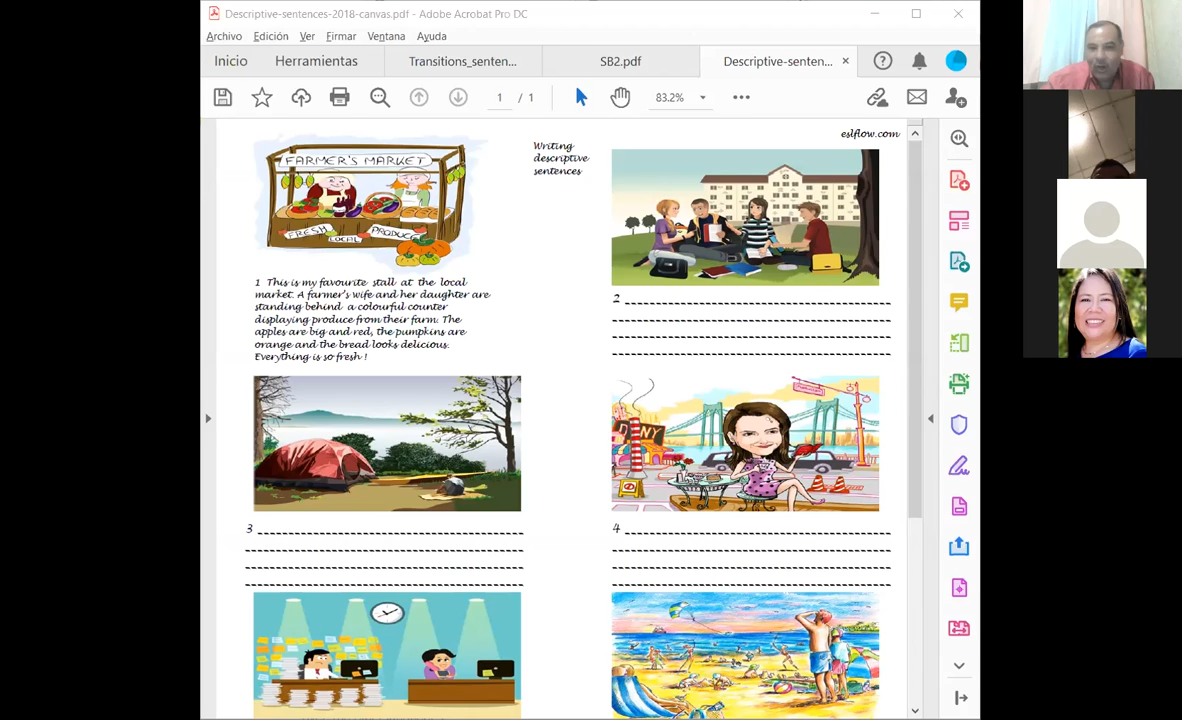 Descriptive-sentences-2018-canvas.pdf - Adobe Acrobat Pro DC
Archivo Edición Ver Firmar Ventana Ayuda
Inicio Herramientas Transitions_senten... SB2.pdf Descriptive-senten... ×
1 / 1 83.2%
eslflow.com
Writing
descriptive
sentences
FARMER'S MARKET
FRESH LOCAL PRODUCE
1 This is my favourite stall at the local
market. A farmer's wife and her daughter are
standing behind a colourful counter
displaying produce from their farm. The
apples are big and red, the pumpkins are
orange and the bread looks delicious.
Everything is so fresh !
2
3
4